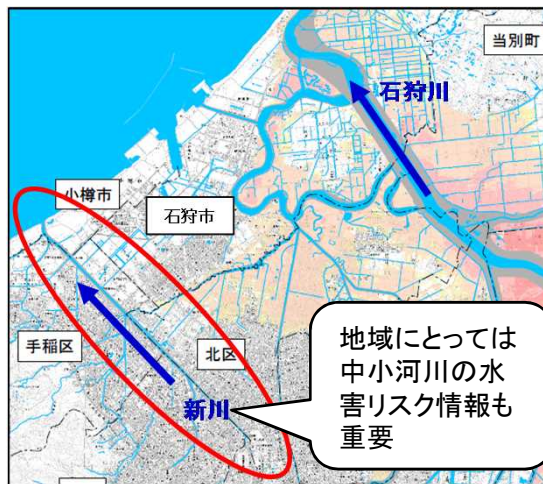 当別町
石狩川
小樽市
石狩市
手稲区
北区
新川
地域にとっては
中小河川の水
害リスク情報も
重要